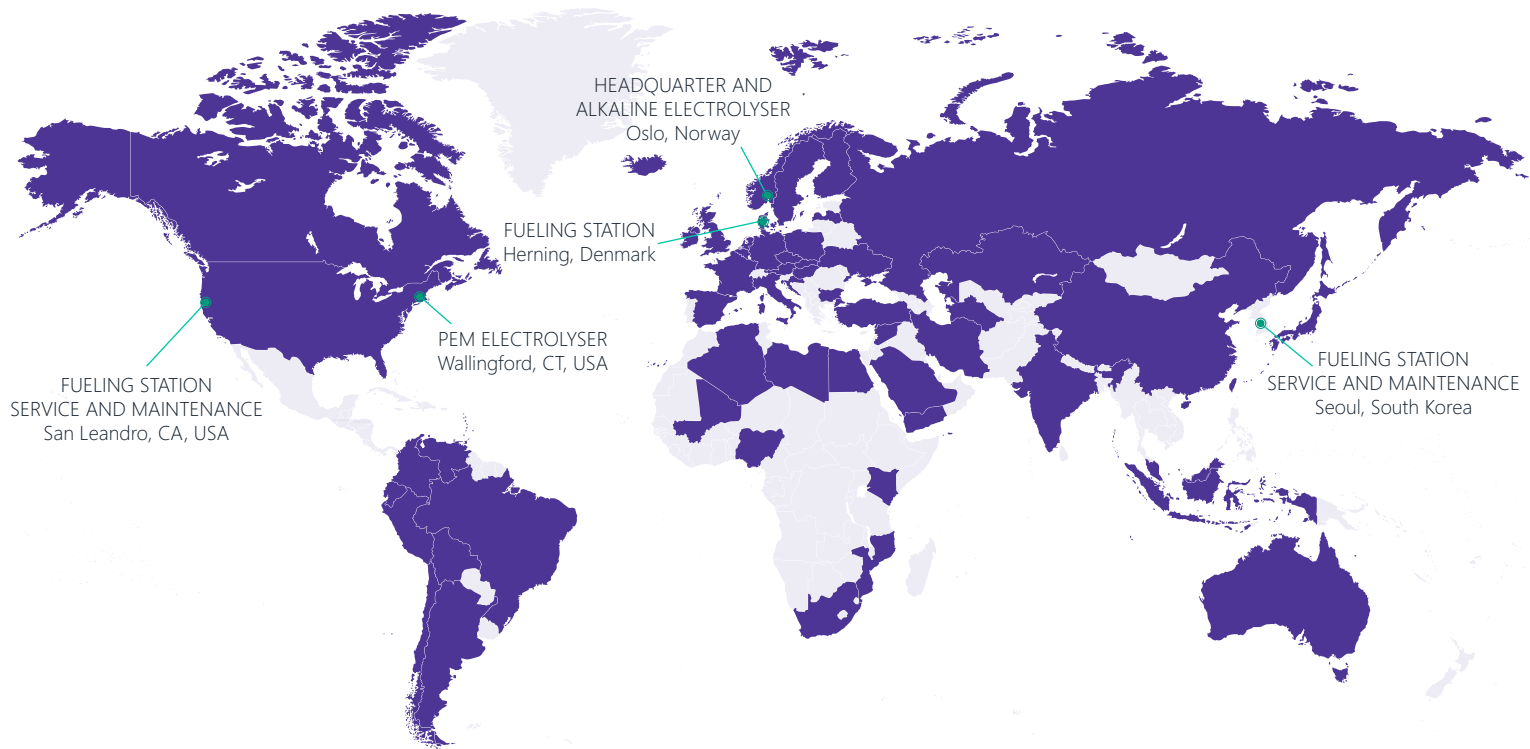 HEADQUARTER AND
ALKALINE ELECTROLYSER
Oslo, Norway
FUELING STATION
Herning, Denmark
PEM ELECTROLYSER
Wallingford, CT, USA
FUELING STATION
SERVICE AND MAINTENANCE
San Leandro, CA, USA
FUELING STATION
SERVICE AND MAINTENANCE
Seoul, South Korea